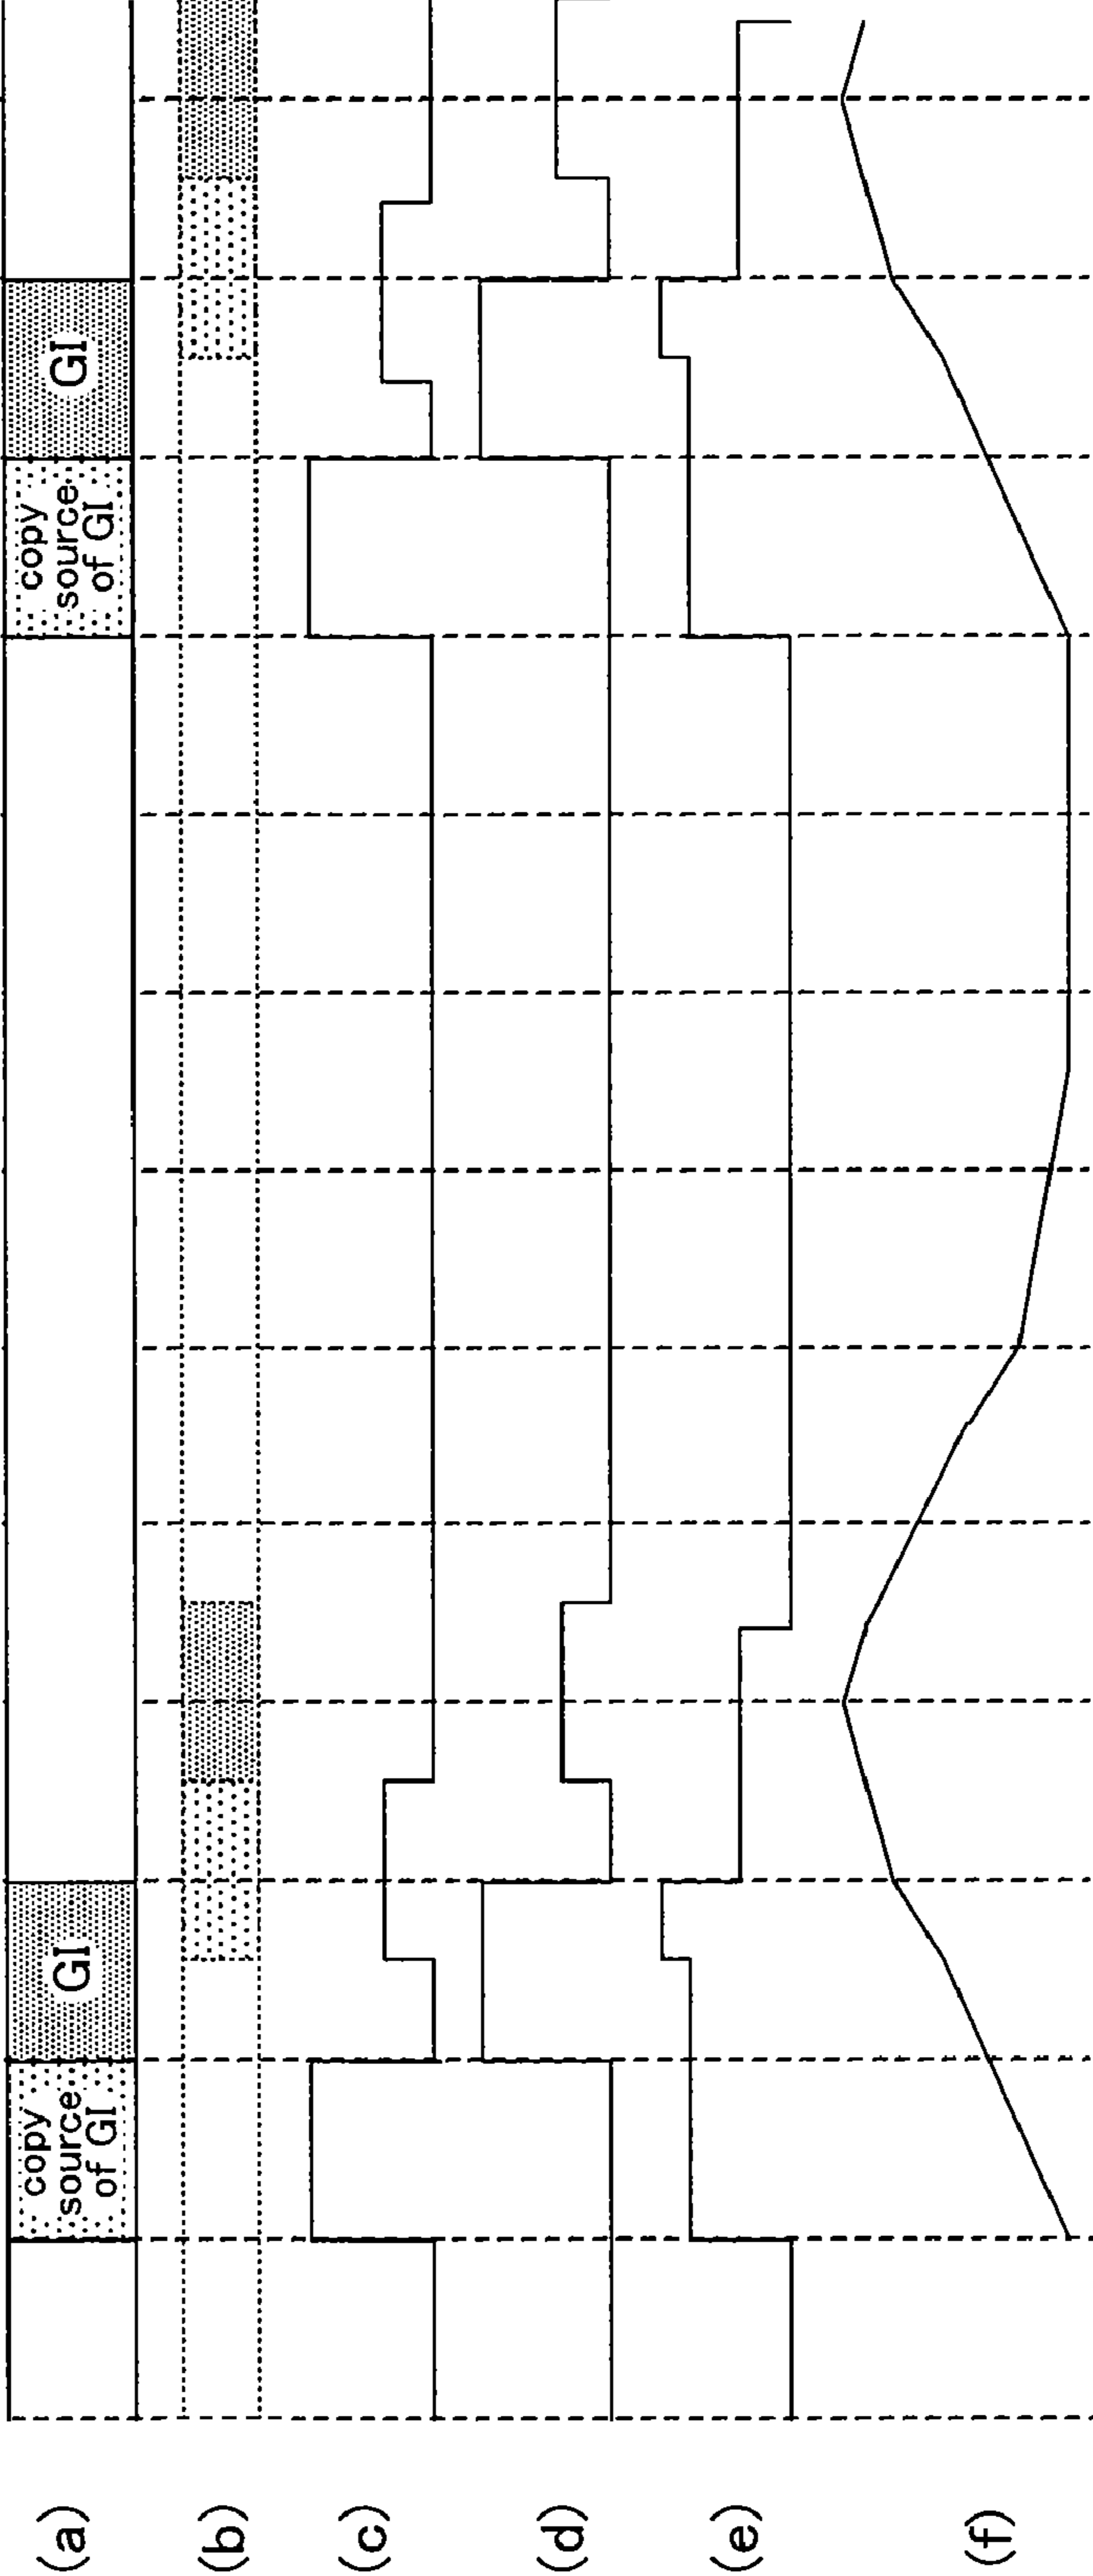 (a)
copy
source
of GI
GI
copy
source
of GI
GI
(b)
(c)
(d)
(e)
(f)